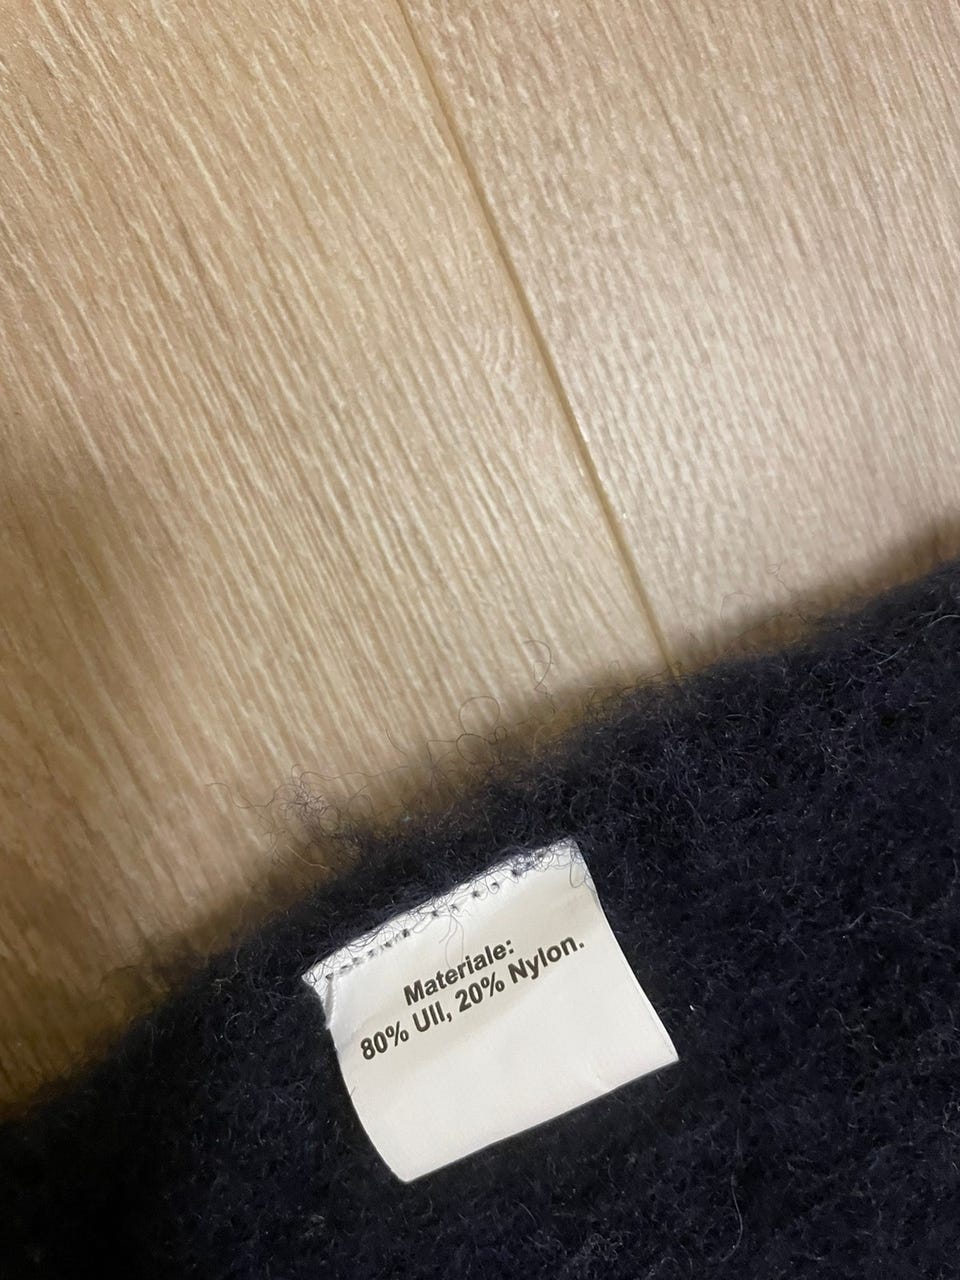 Materiale:
80% Ull, 20% Nylon.